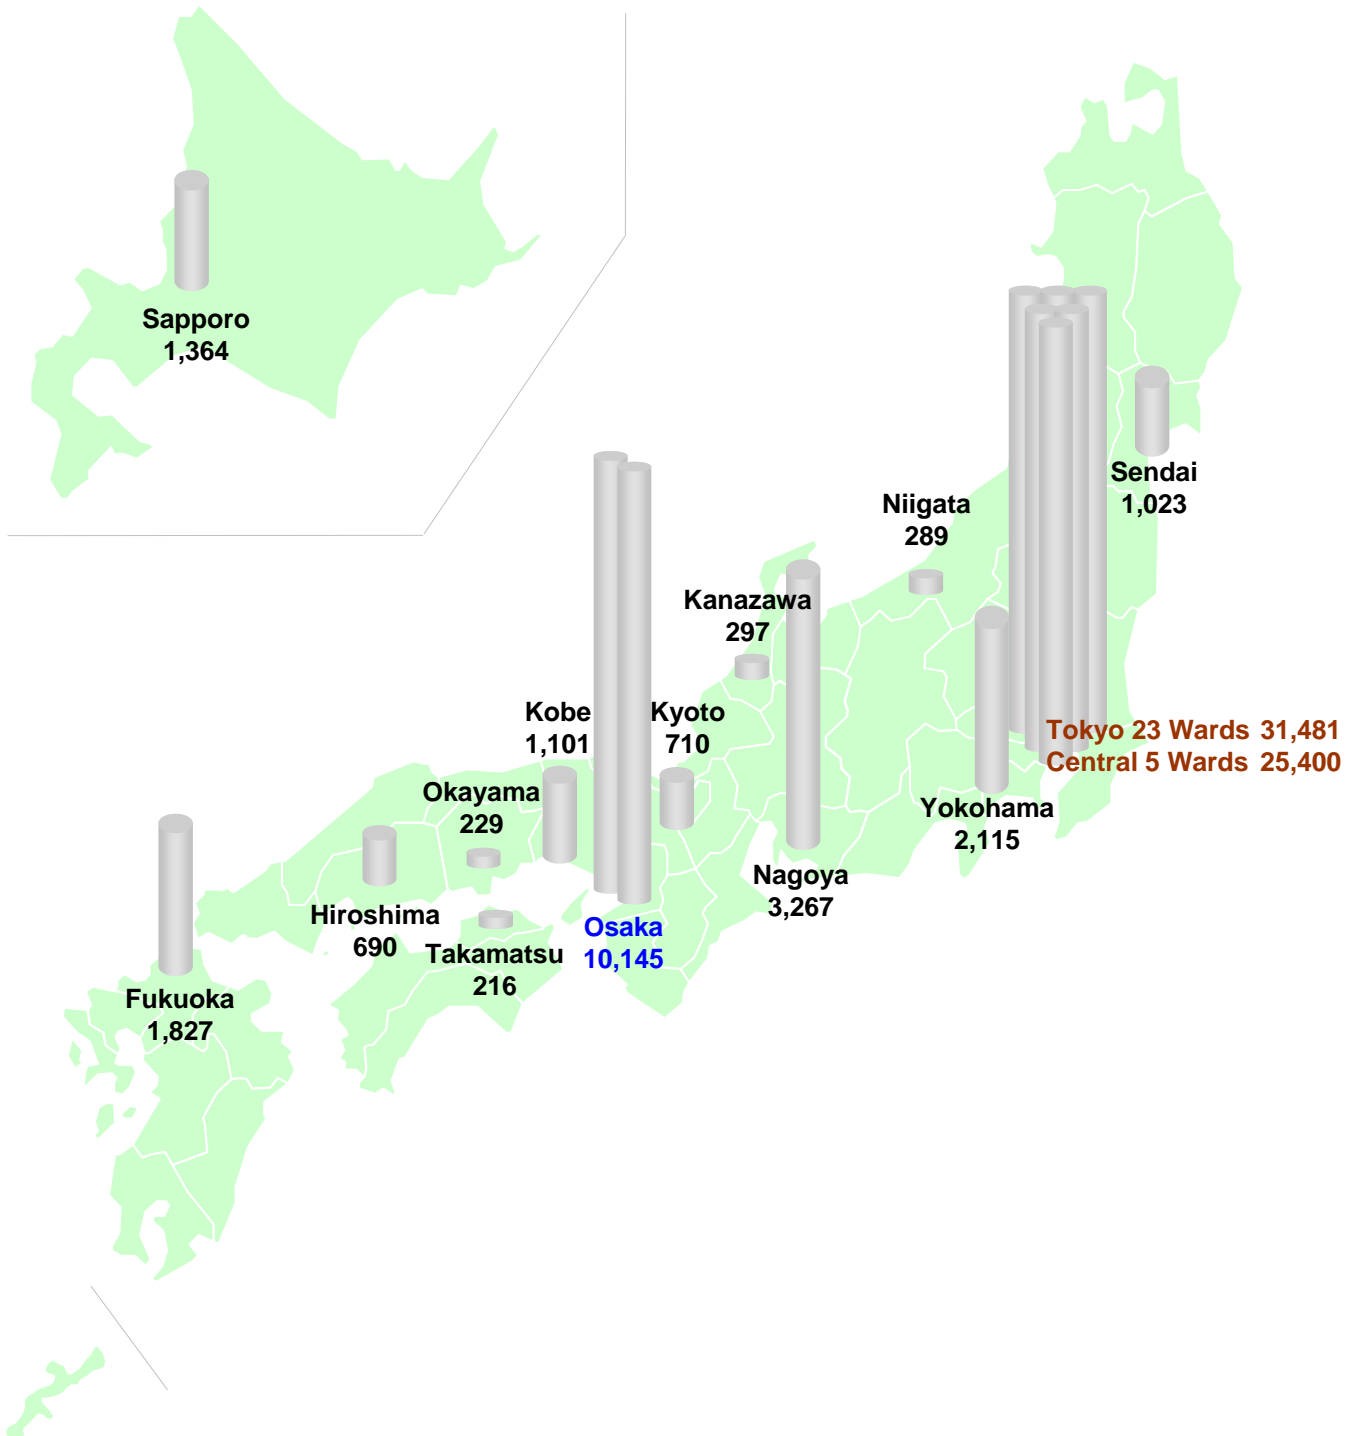 Sapporo
1,364
Sendai
1,023
Niigata
289
Kanazawa
297
Kobe
1,101
Kyoto
710
Tokyo 23 Wards 31,481
Central 5 Wards 25,400
Okayama
229
Yokohama
2,115
Nagoya
3,267
Hiroshima
690
Osaka
10,145
Takamatsu
216
Fukuoka
1,827